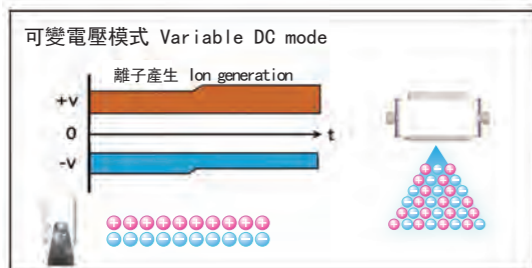 可變電壓模式 Variable DC mode
離子產生 Ion generation
+V
0
t
-V